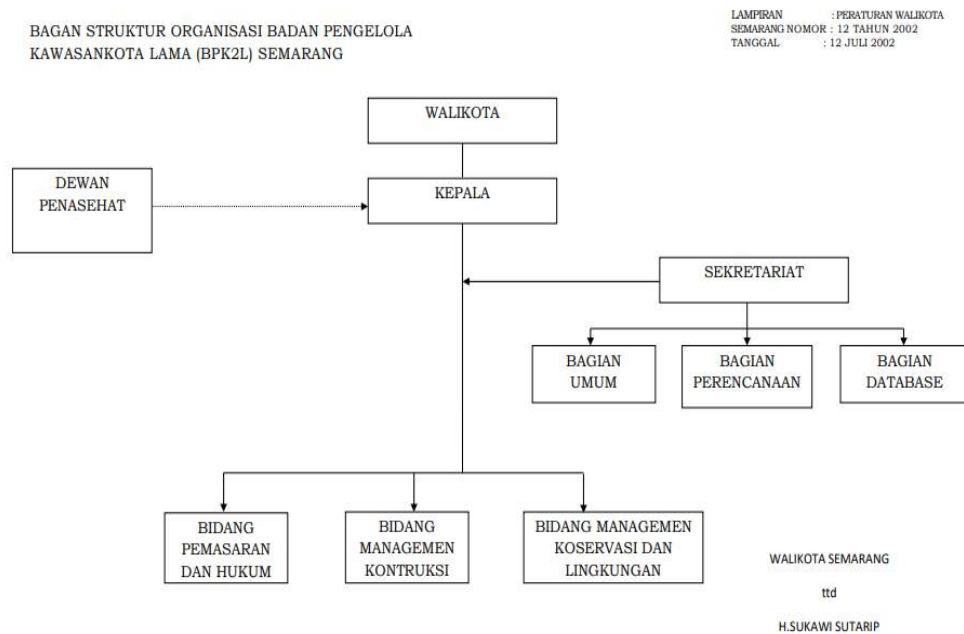 BAGAN STRUKTUR ORGANISASI BADAN PENGELOLA
KAWASANKOTA LAMA (BPK2L) SEMARANG
LAMPIRAN : PERATURAN WALIKOTA
SEMARANG NOMOR : 12 TAHUN 2002
TANGGAL : 12 JULI 2002
WALIKOTA
DEWAN
PENASEHAT
KEPALA
SEKRETARIAT
BAGIAN
UMUM
BAGIAN
PERENCANAAN
BAGIAN
DATABASE
BIDANG
PEMASARAN
DAN HUKUM
BIDANG
MANAGEMEN
KONTRUKSI
BIDANG MANAGEMEN
KOSERVASI DAN
LINGKUNGAN
WALIKOTA SEMARANG
ttd
H.SUKAWI SUTARIP